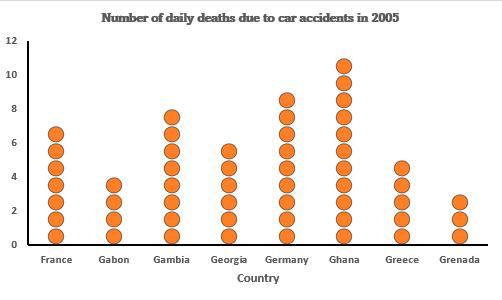 Number of daily deaths due to car accidents in 2005
12
10
8
6
4
2
0
France Gabon Gambia Georgia Germany Ghana Greece Grenada
Country